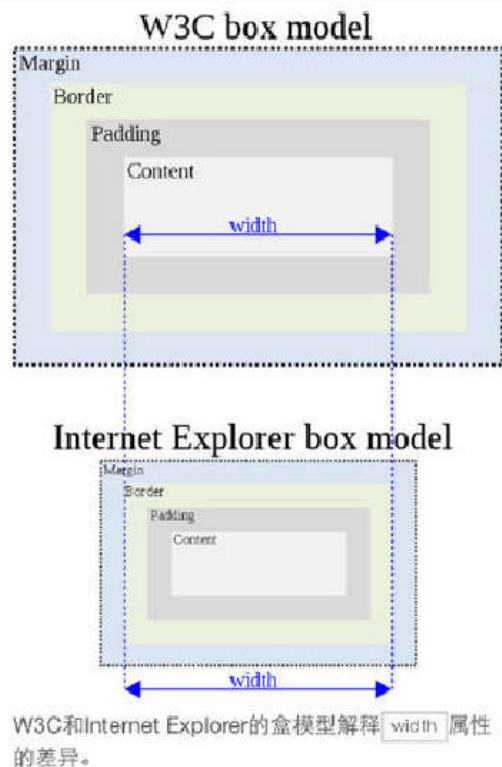 W3C box model
Margin
Border
Padding
Content
width
Internet Explorer box model
Margin
Border
Padding
Content
width
W3C和Internet Explorer的盒模型解释 width 属性
的差异。